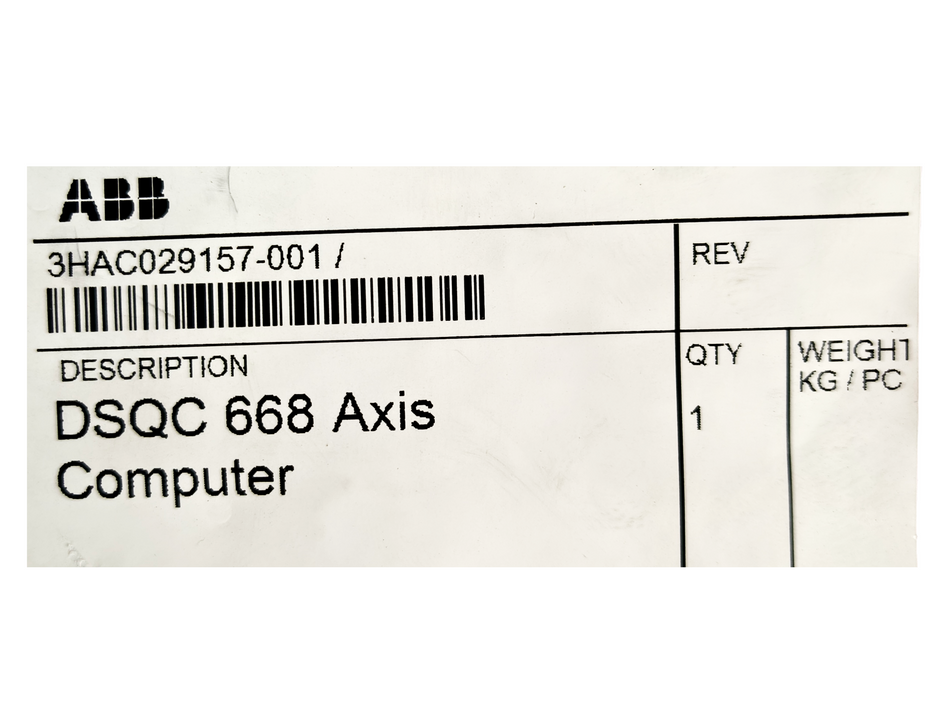 ABB
3HAC029157-001 /
REV
DESCRIPTION
DSQC 668 Axis
Computer
QTY
1
WEIGHT
KG / PC